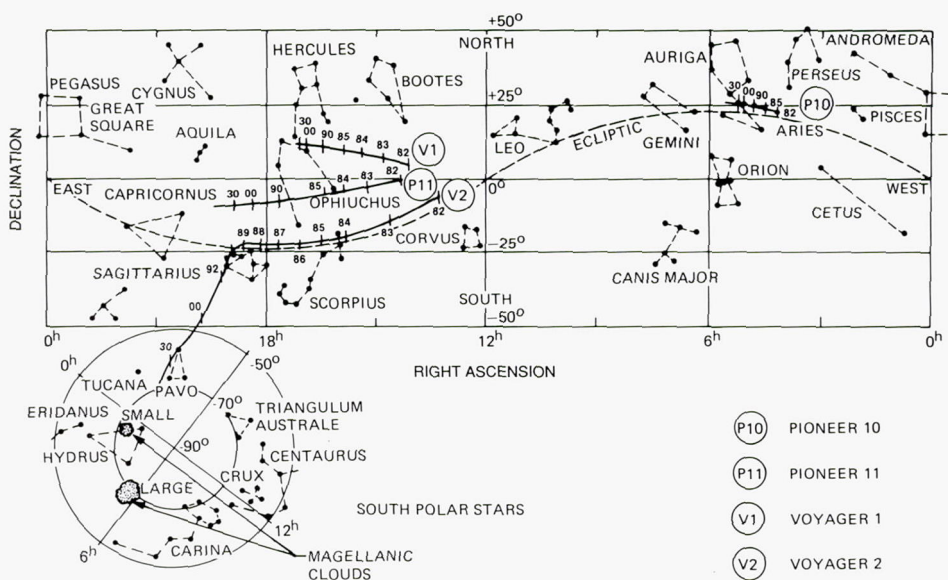 +50°
HERCULES
NORTH
AURIGA
ANDROMEDA
PEGASUS
CYGNUS
BOOTES
PERSEUS
GREAT
SQUARE
30
00
90
85
82
P10
+25°
AQUILA
30
00
90
85
84
83
82
V1
LEO
ECLIPTIC
GEMINI
ARIES
PISCES
DECLINATION
EAST
CAPRICORNUS
30
00
90
85
84
83
82
P11
OPHIUCHUS
V2
0°
ORION
WEST
CETUS
89
88
87
86
85
84
83
82
CORVUS
SAGITTARIUS
92
-25°
CANIS MAJOR
SCORPIUS
00
SOUTH
-50°
0h
18h
12h
6h
0h
RIGHT ASCENSION
30
0h
-50°
TUCANA
PAVO
-70°
ERIDANUS
SMALL
TRIANGULUM
AUSTRALE
HYDRUS
-90°
CENTAURUS
LARGE
CRUX
SOUTH POLAR STARS
12h
6h
CARINA
MAGELLANIC
CLOUDS
P10 PIONEER 10
P11 PIONEER 11
V1 VOYAGER 1
V2 VOYAGER 2